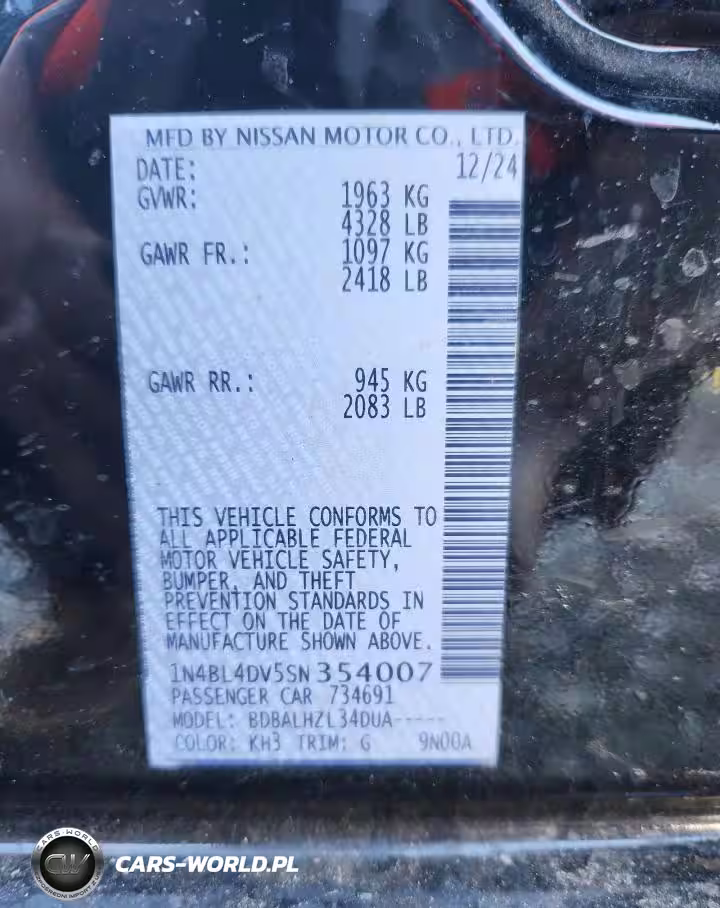 MFD BY NISSAN MOTOR CO., LTD.
DATE: 12/24
GVWR: 1963 KG
4328 LB
GAWR FR.: 1097 KG
2418 LB
GAWR RR.: 945 KG
2083 LB
THIS VEHICLE CONFORMS TO
ALL APPLICABLE FEDERAL
MOTOR VEHICLE SAFETY,
BUMPER, AND THEFT
PREVENTION STANDARDS IN
EFFECT ON THE DATE OF
MANUFACTURE SHOWN ABOVE.
1N4BL4DV5SN354007
PASSENGER CAR 734691
MODEL: BDBALHZL34DUA-----
COLOR: KH3 TRIM: G 9N00A
CARS-WORLD
CW
CARS-WORLD.PL